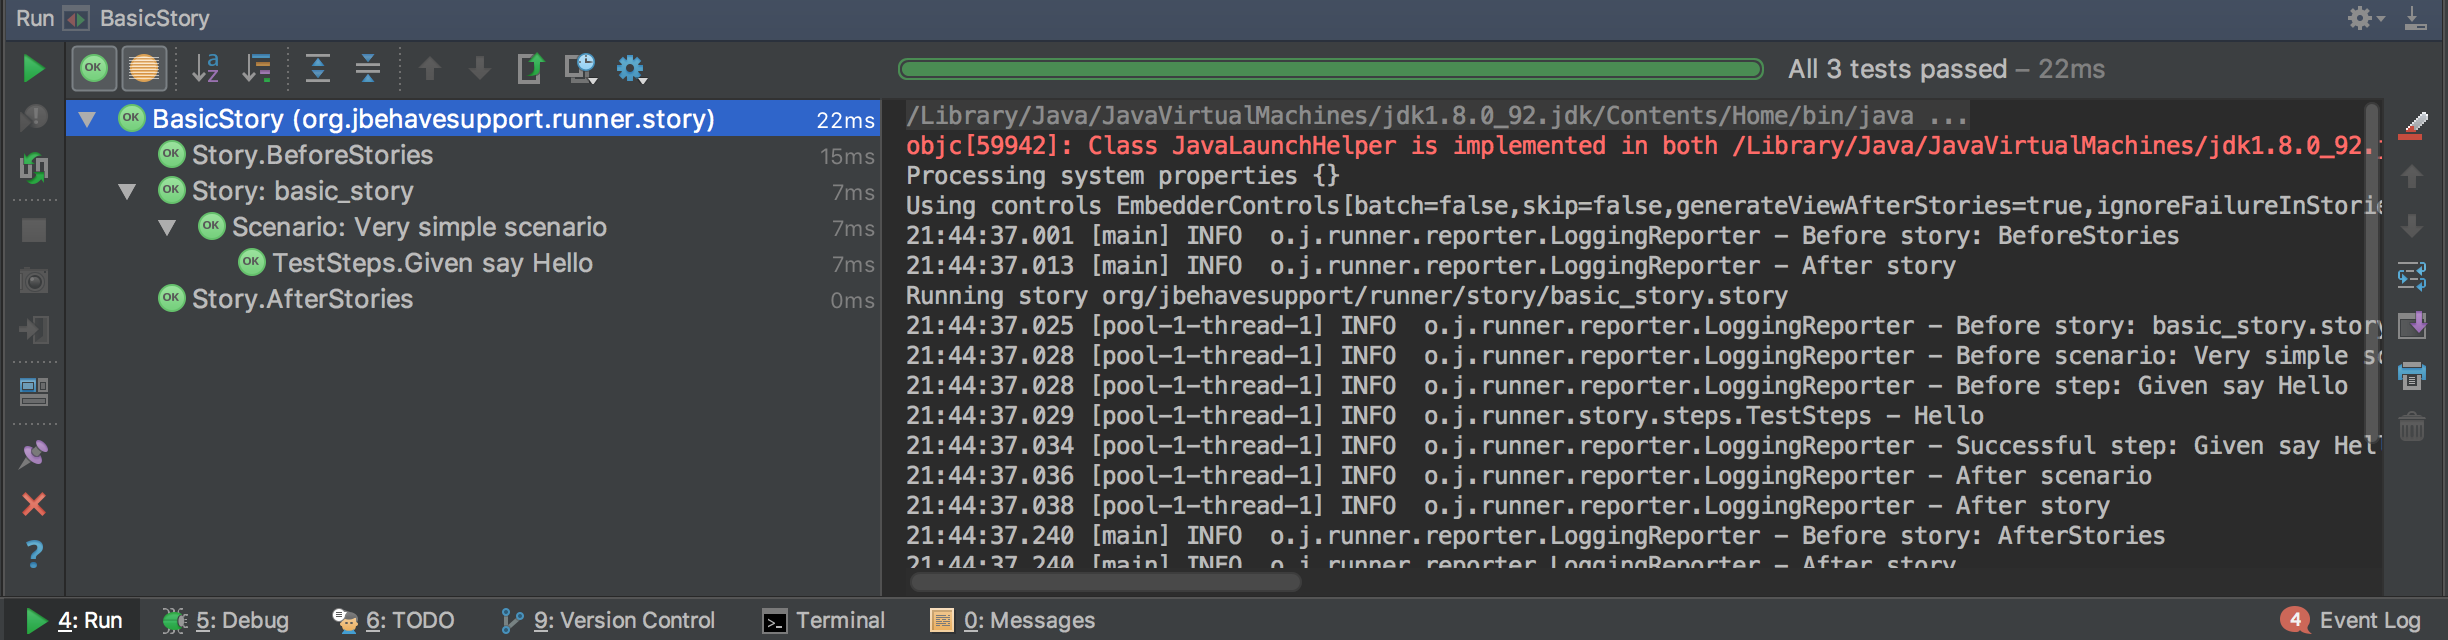 Run BasicStory
All 3 tests passed – 22ms
BasicStory (org.jbehavesupport.runner.story) 22ms
Story.BeforeStories 15ms
Story: basic_story 7ms
Scenario: Very simple scenario 7ms
TestSteps.Given say Hello 7ms
Story.AfterStories 0ms
/Library/Java/JavaVirtualMachines/jdk1.8.0_92.jdk/Contents/Home/bin/java ...
objc[59942]: Class JavaLaunchHelper is implemented in both /Library/Java/JavaVirtualMachines/jdk1.8.0_92.
Processing system properties {}
Using controls EmbedderControls[batch=false,skip=false,generateViewAfterStories=true,ignoreFailureInStorie
21:44:37.001 [main] INFO  o.j.runner.reporter.LoggingReporter - Before story: BeforeStories
21:44:37.013 [main] INFO  o.j.runner.reporter.LoggingReporter - After story
Running story org/jbehavesupport/runner/story/basic_story.story
21:44:37.025 [pool-1-thread-1] INFO  o.j.runner.reporter.LoggingReporter - Before story: basic_story.story
21:44:37.028 [pool-1-thread-1] INFO  o.j.runner.reporter.LoggingReporter - Before scenario: Very simple s
21:44:37.028 [pool-1-thread-1] INFO  o.j.runner.reporter.LoggingReporter - Before step: Given say Hello
21:44:37.029 [pool-1-thread-1] INFO  o.j.runner.story.steps.TestSteps - Hello
21:44:37.034 [pool-1-thread-1] INFO  o.j.runner.reporter.LoggingReporter - Successful step: Given say Hel
21:44:37.036 [pool-1-thread-1] INFO  o.j.runner.reporter.LoggingReporter - After scenario
21:44:37.038 [pool-1-thread-1] INFO  o.j.runner.reporter.LoggingReporter - After story
21:44:37.240 [main] INFO  o.j.runner.reporter.LoggingReporter - Before story: AfterStories
21:44:37.240 [main] INFO  o.j.runner.reporter.LoggingReporter - After story
4: Run 5: Debug 6: TODO 9: Version Control Terminal 0: Messages 4 Event Log